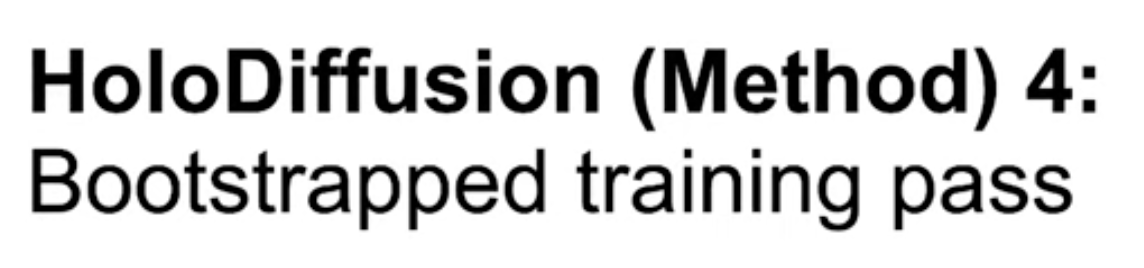 HoloDiffusion (Method) 4:
Bootstrapped training pass